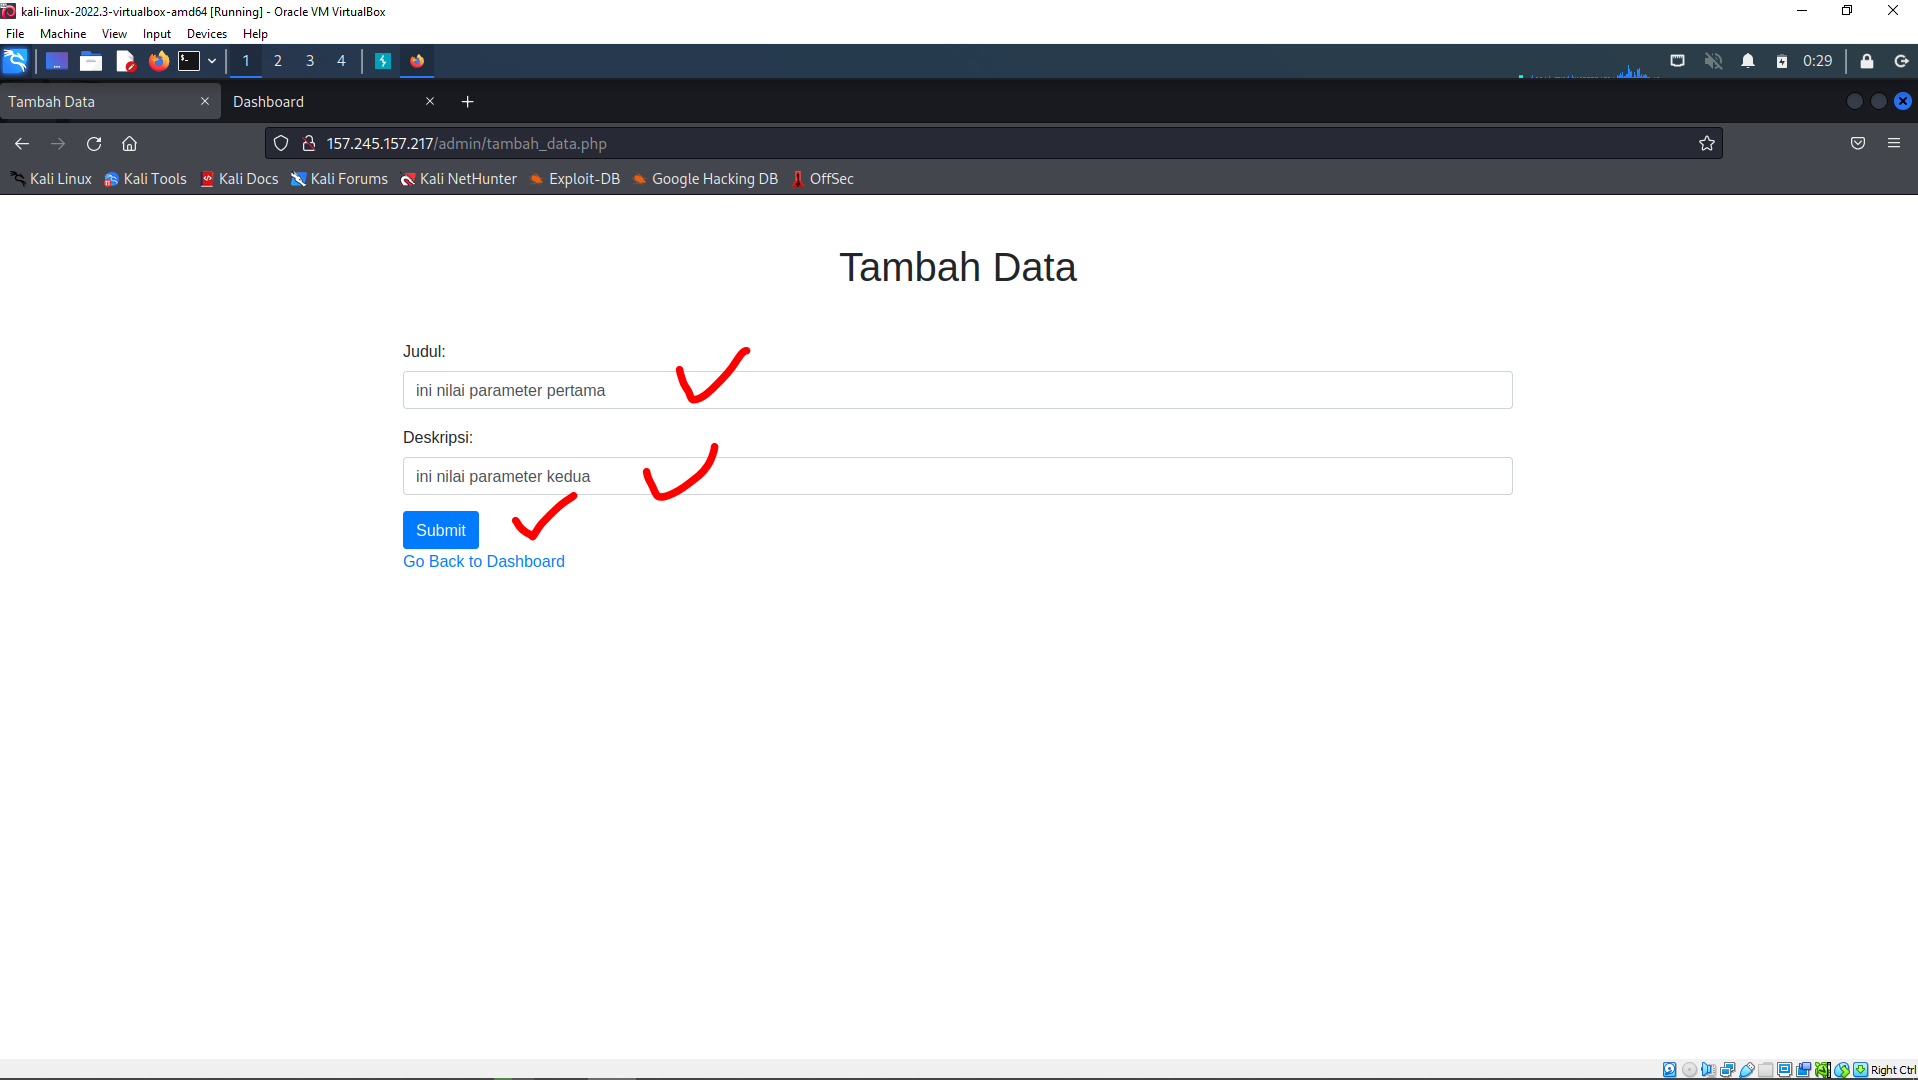 kali-linux-2022.3-virtualbox-amd64 [Running] - Oracle VM VirtualBox
File Machine View Input Devices Help
1 2 3 4 0:29
Tambah Data Dashboard
157.245.157.217/admin/tambah_data.php
Kali Linux Kali Tools Kali Docs Kali Forums Kali NetHunter Exploit-DB Google Hacking DB OffSec
Tambah Data
Judul:
ini nilai parameter pertama
Deskripsi:
ini nilai parameter kedua
Submit
Go Back to Dashboard
Right Ctrl